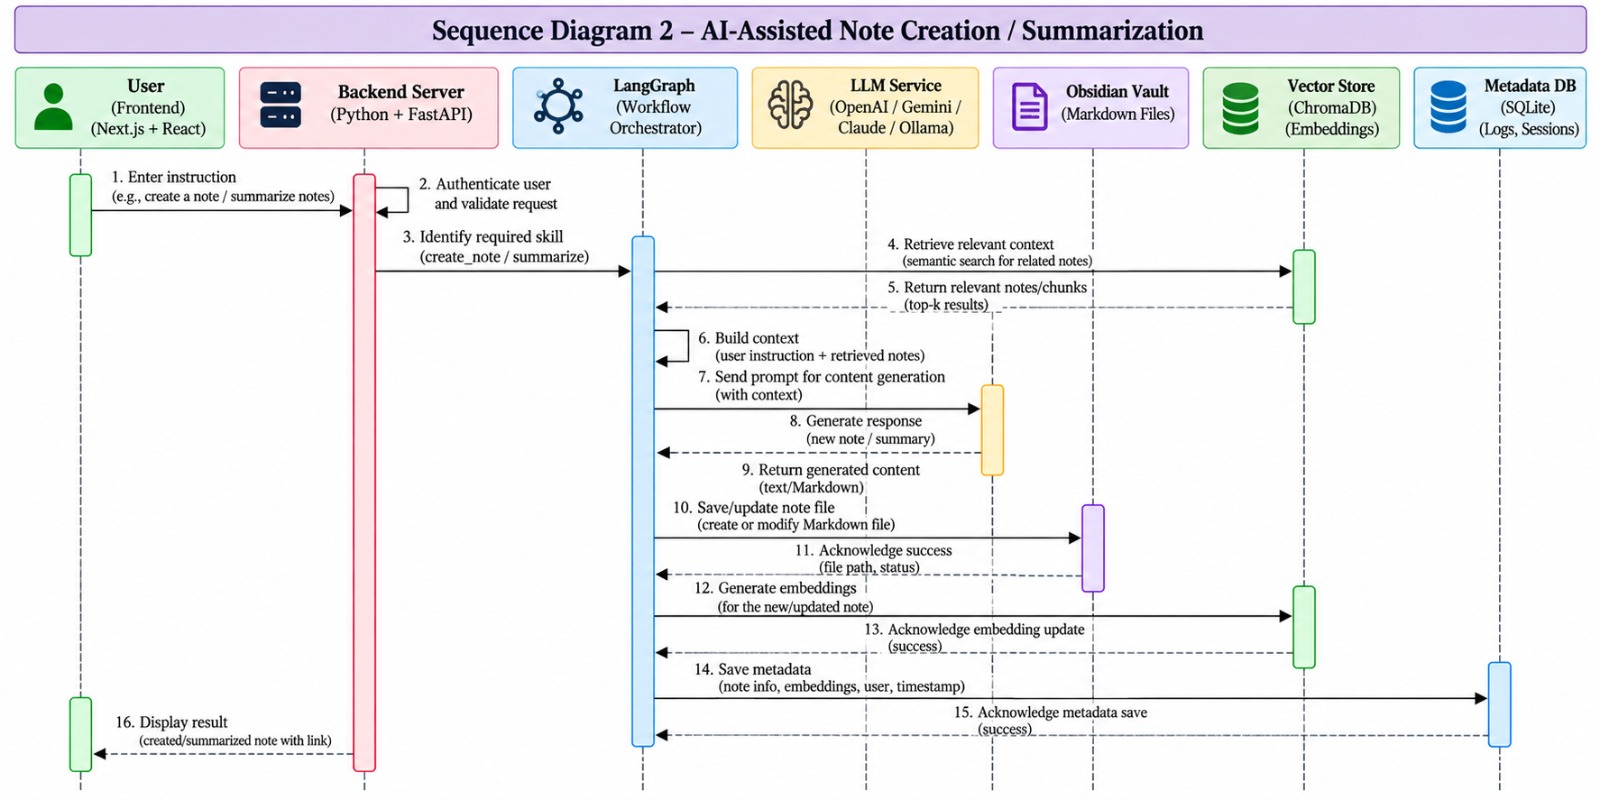 Sequence Diagram 2 – AI-Assisted Note Creation / Summarization
User
(Frontend)
(Next.js + React)
Backend Server
(Python + FastAPI)
LangGraph
(Workflow
Orchestrator)
LLM Service
(OpenAI / Gemini /
Claude / Ollama)
Obsidian Vault
(Markdown Files)
Vector Store
(ChromaDB)
(Embeddings)
Metadata DB
(SQLite)
(Logs, Sessions)
1. Enter instruction
(e.g., create a note / summarize notes)
2. Authenticate user
and validate request
3. Identify required skill
(create_note / summarize)
4. Retrieve relevant context
(semantic search for related notes)
5. Return relevant notes/chunks
(top-k results)
6. Build context
(user instruction + retrieved notes)
7. Send prompt for content generation
(with context)
8. Generate response
(new note / summary)
9. Return generated content
(text/Markdown)
10. Save/update note file
(create or modify Markdown file)
11. Acknowledge success
(file path, status)
12. Generate embeddings
(for the new/updated note)
13. Acknowledge embedding update
(success)
14. Save metadata
(note info, embeddings, user, timestamp)
15. Acknowledge metadata save
(success)
16. Display result
(created/summarized note with link)